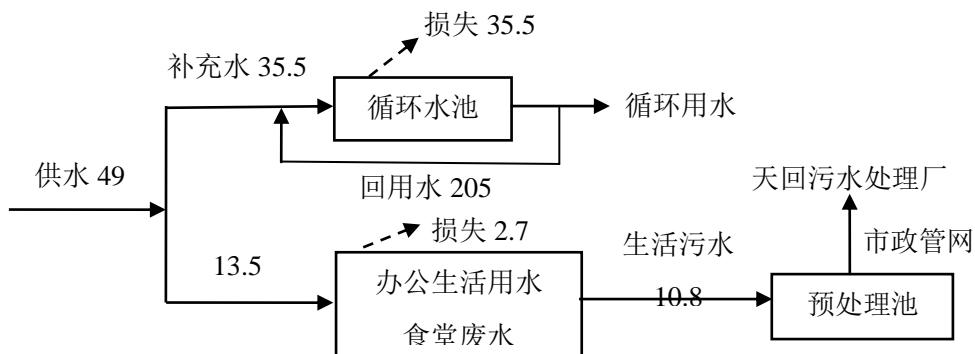 损失 35.5
补充水 35.5
循环水池
循环用水
供水 49
回用水 205
天回污水处理厂
损失 2.7
生活污水
市政管网
13.5
办公生活用水
10.8
预处理池
食堂废水